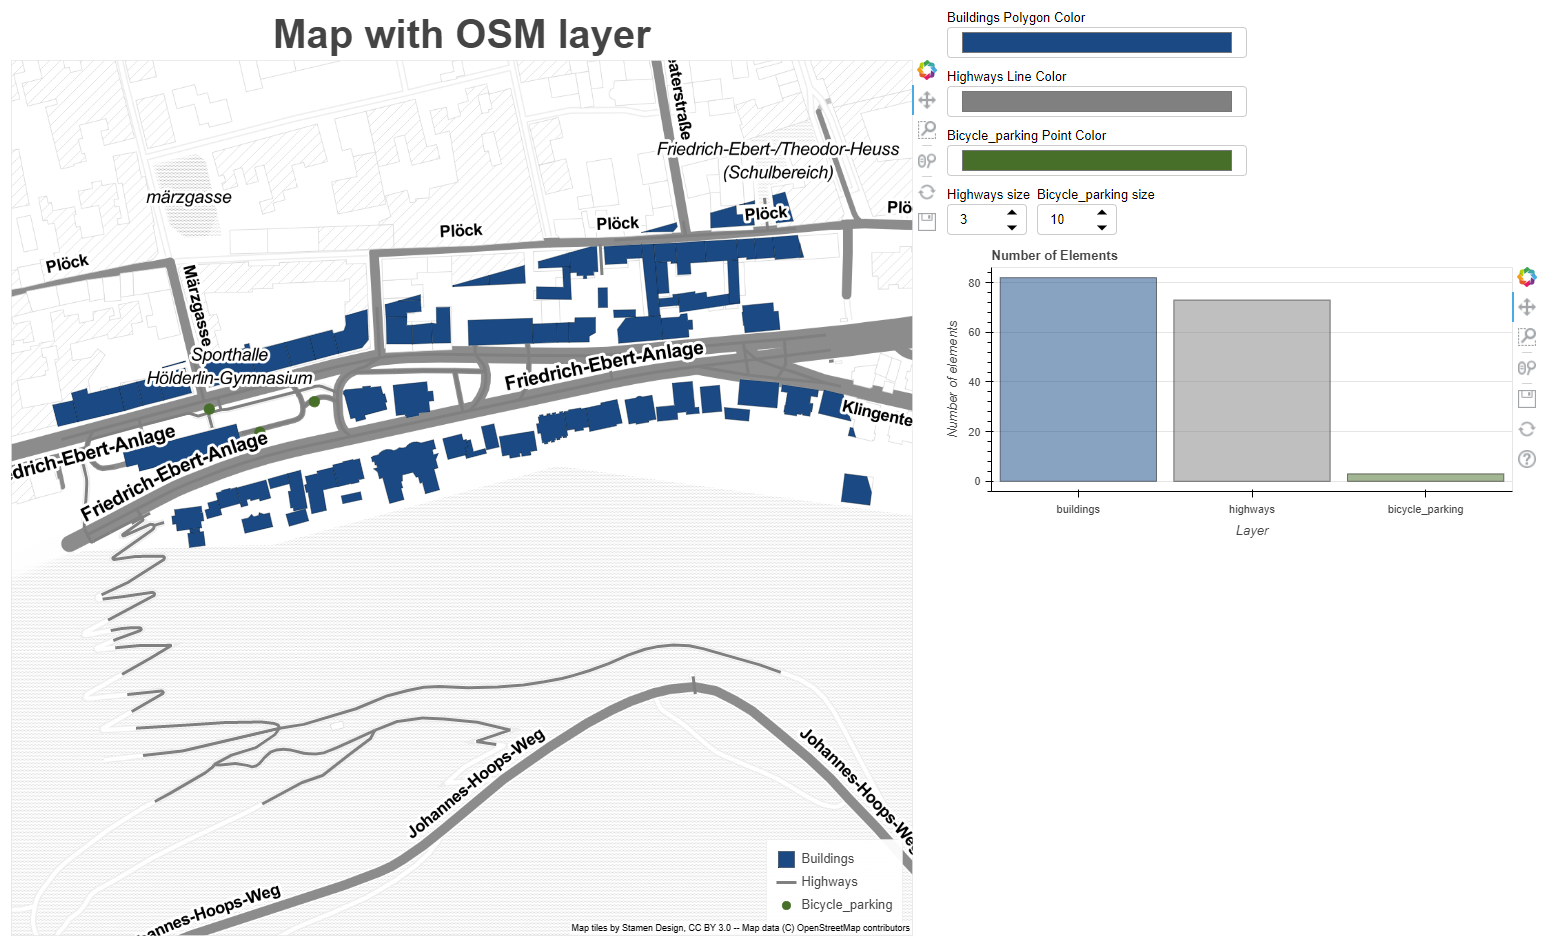 Map with OSM layer
eaterstraße
Friedrich-Ebert-/Theodor-Heuss
(Schulbereich)
märzgasse
Plöck
Plöck
Plöck
Plö
Plöck
Märzgasse
Sporthalle
Hölderlin-Gymnasium
Friedrich-Ebert-Anlage
Klingente
drich-Ebert-Anlage
Friedrich-Ebert-Anlage
Johannes-Hoops-Weg
Johannes-Hoops-Weg
annes-Hoops-Weg
Buildings
Highways
Bicycle_parking
Map tiles by Stamen Design, CC BY 3.0 -- Map data (C) OpenStreetMap contributors
Buildings Polygon Color
Highways Line Color
Bicycle_parking Point Color
Highways size Bicycle_parking size
3 10
Number of Elements
80
60
40
20
0
Number of elements
buildings highways bicycle_parking
Layer